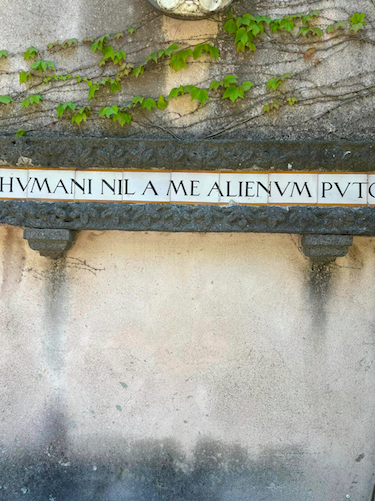 HVMANI NIL A ME ALIENVM PVTO